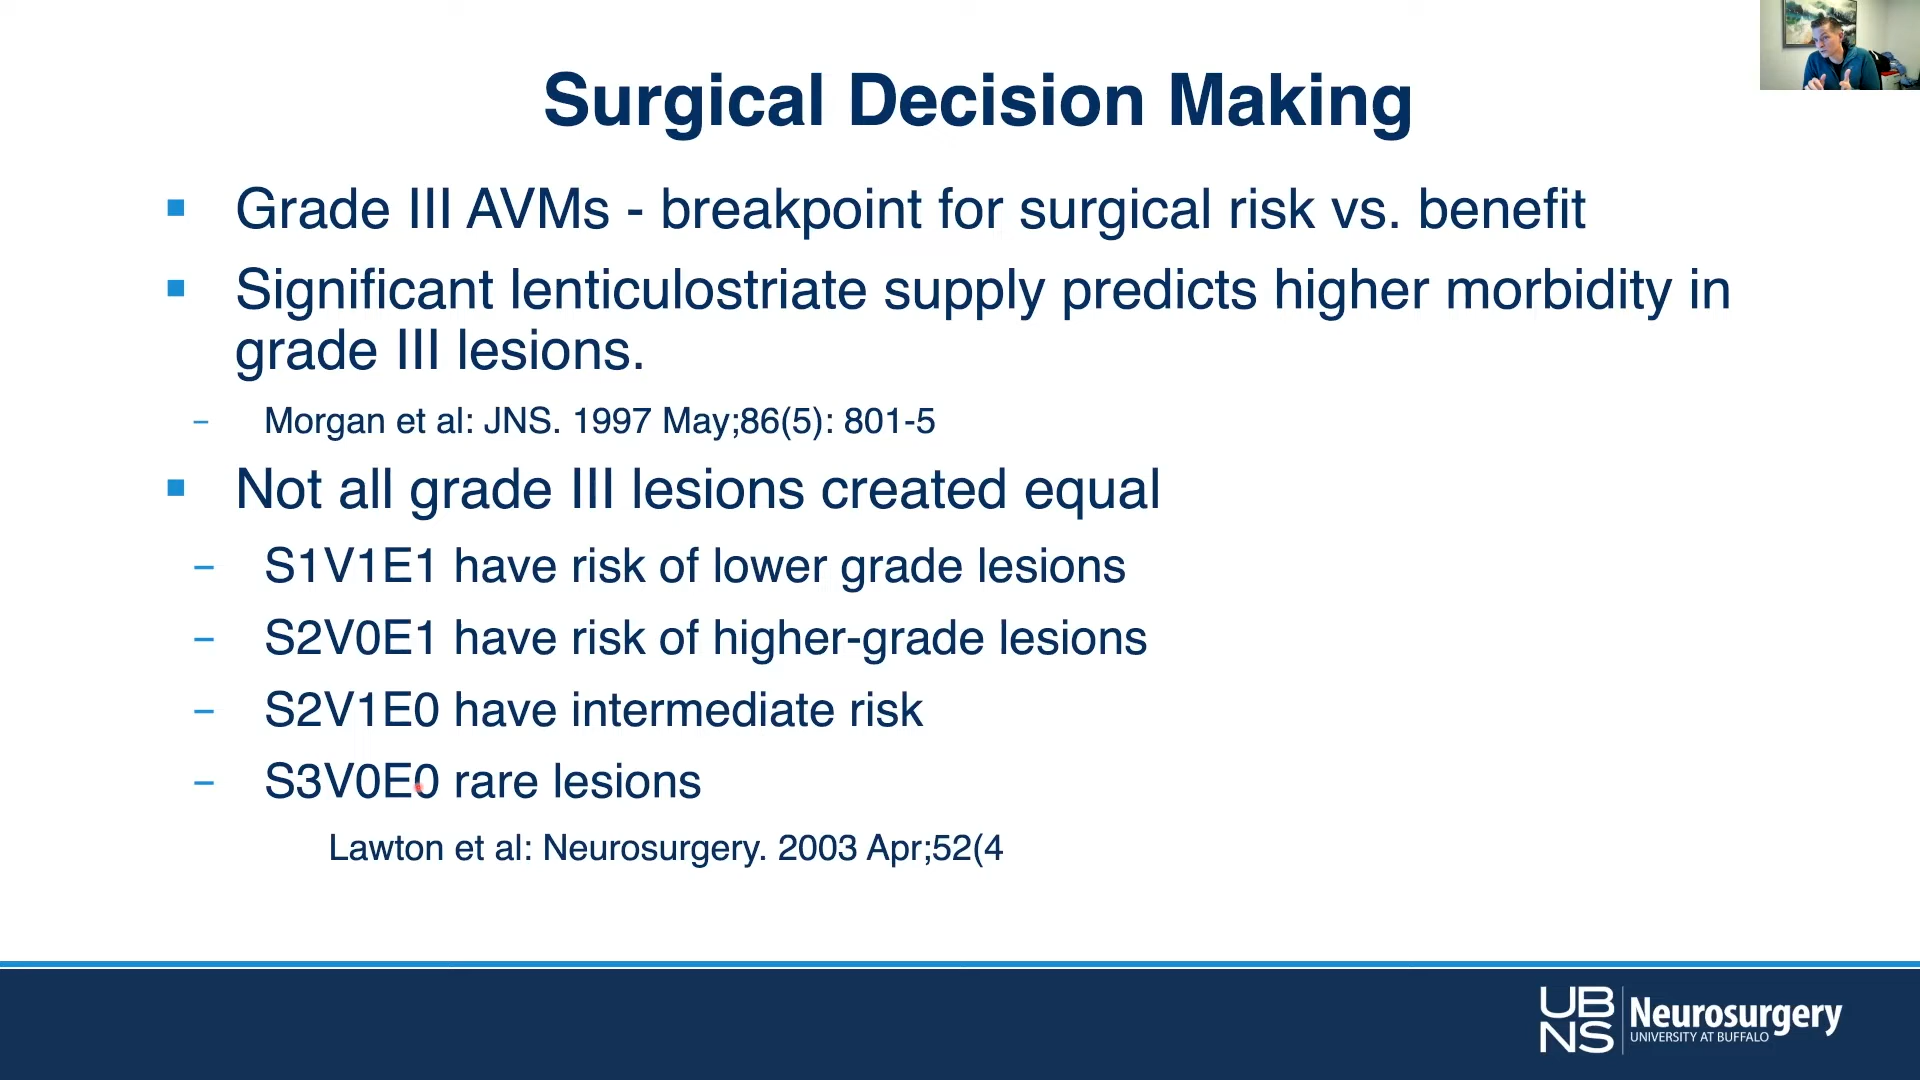 Surgical Decision Making
▪ Grade III AVMs - breakpoint for surgical risk vs. benefit
▪ Significant lenticulostriate supply predicts higher morbidity in
grade III lesions.
– Morgan et al: JNS. 1997 May;86(5): 801-5
▪ Not all grade III lesions created equal
– S1V1E1 have risk of lower grade lesions
– S2V0E1 have risk of higher-grade lesions
– S2V1E0 have intermediate risk
– S3V0E0 rare lesions
Lawton et al: Neurosurgery. 2003 Apr;52(4
UB
NS
Neurosurgery
UNIVERSITY AT BUFFALO